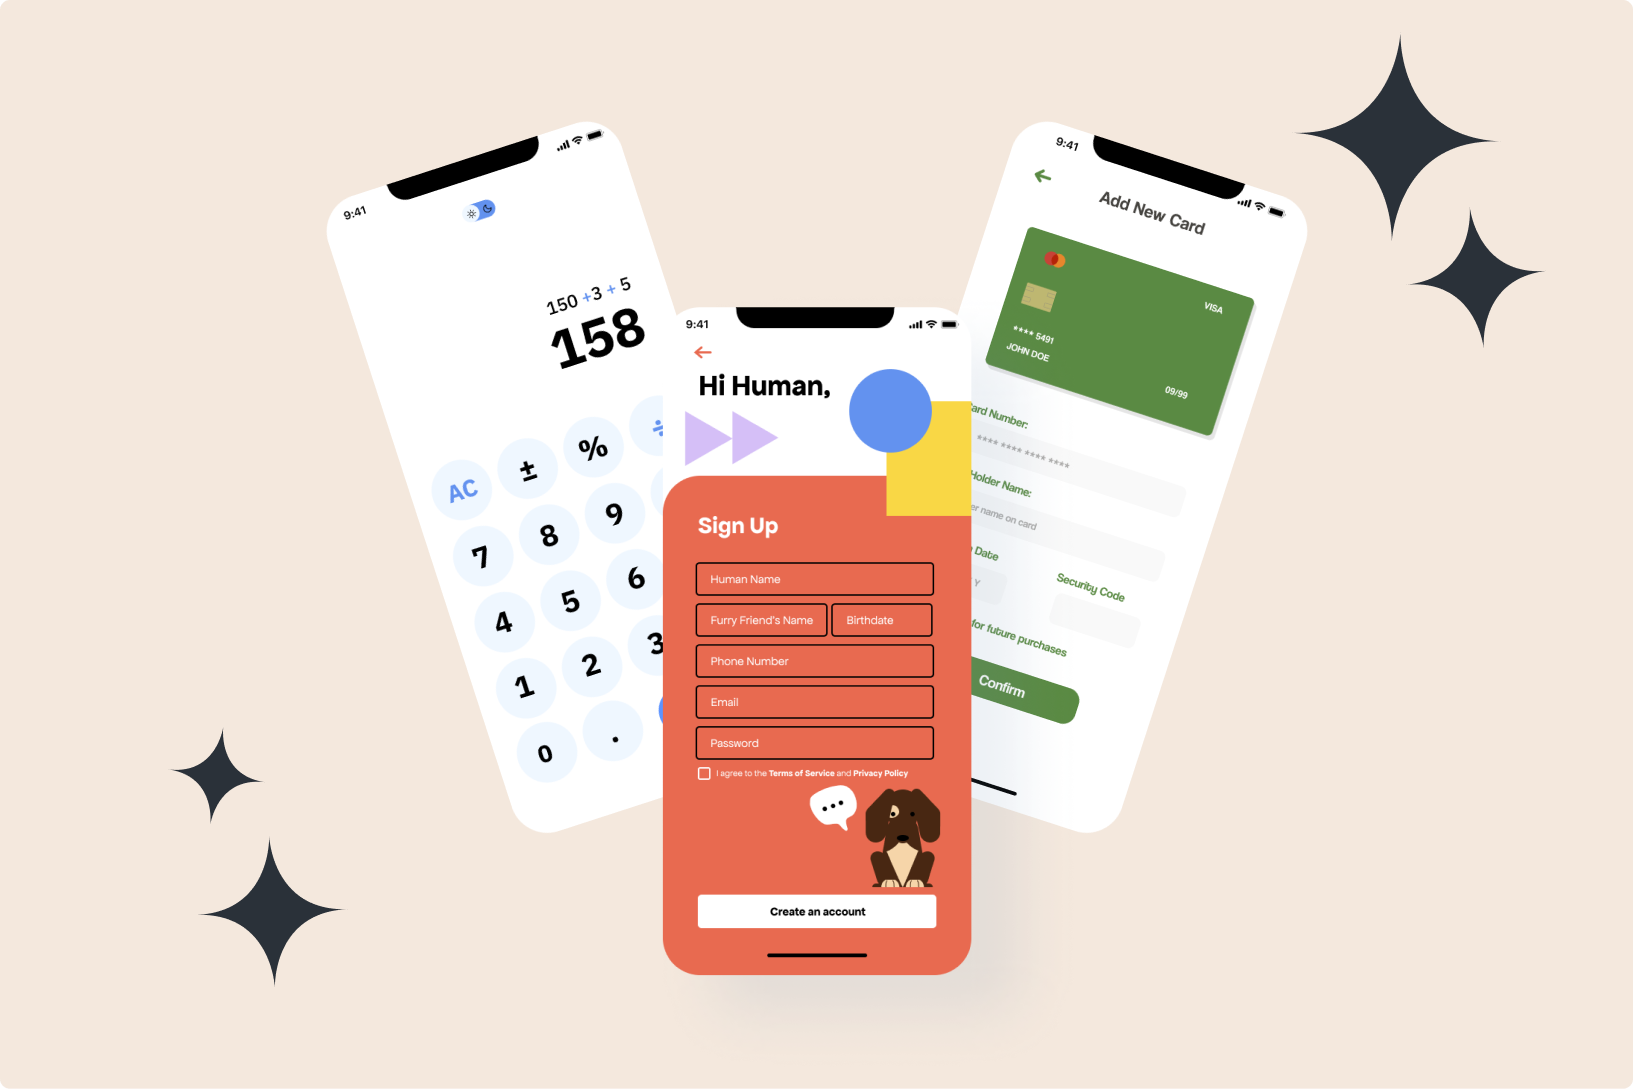 9:41
150 +3 + 5
158
AC ± % ÷
7 8 9
4 5 6
1 2 3
0 .
9:41
Hi Human,
Sign Up
Human Name
Furry Friend's Name Birthdate
Phone Number
Email
Password
I agree to the Terms of Service and Privacy Policy
Create an account
9:41
Add New Card
VISA
**** 5491
JOHN DOE
09/99
Card Number:
**** **** **** ****
Holder Name:
name on card
Date
Y
Security Code
for future purchases
Confirm